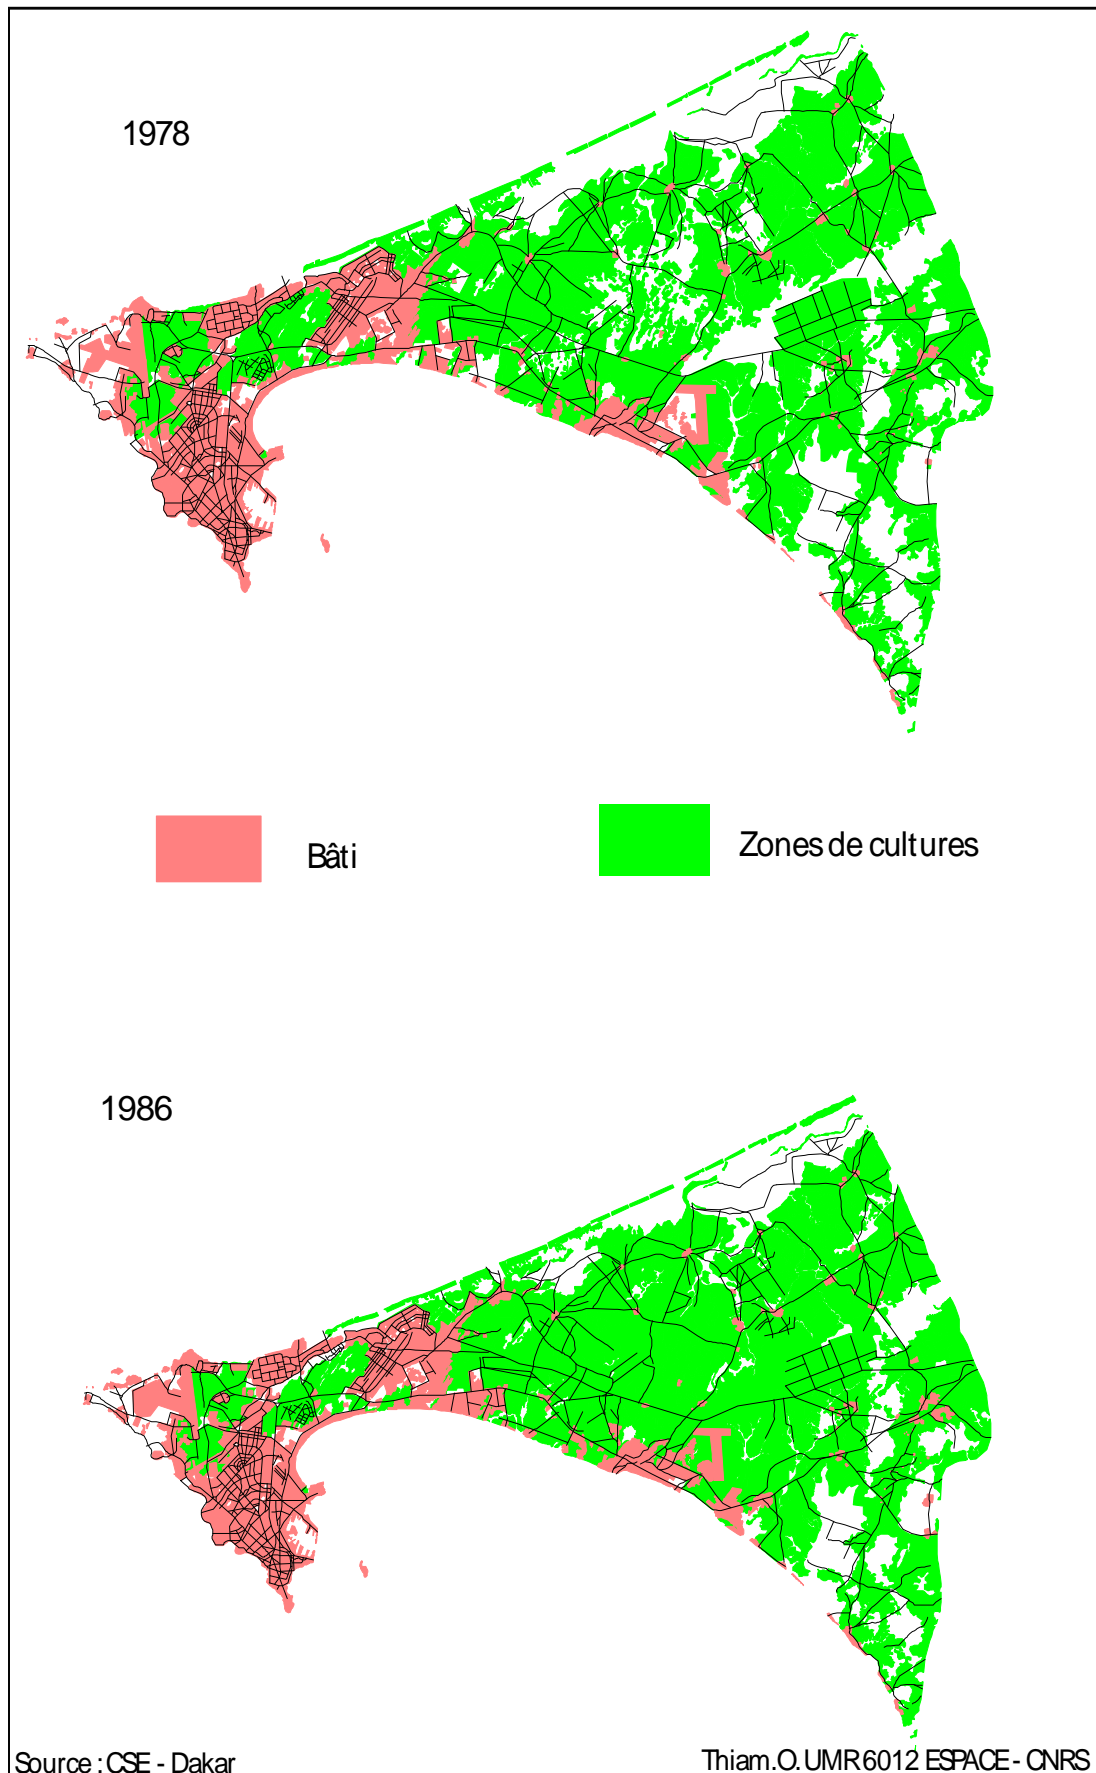 1978
Bâti
Zones de cultures
1986
Source : CSE - Dakar
Thiam.O. UMR 6012 ESPACE - CNRS